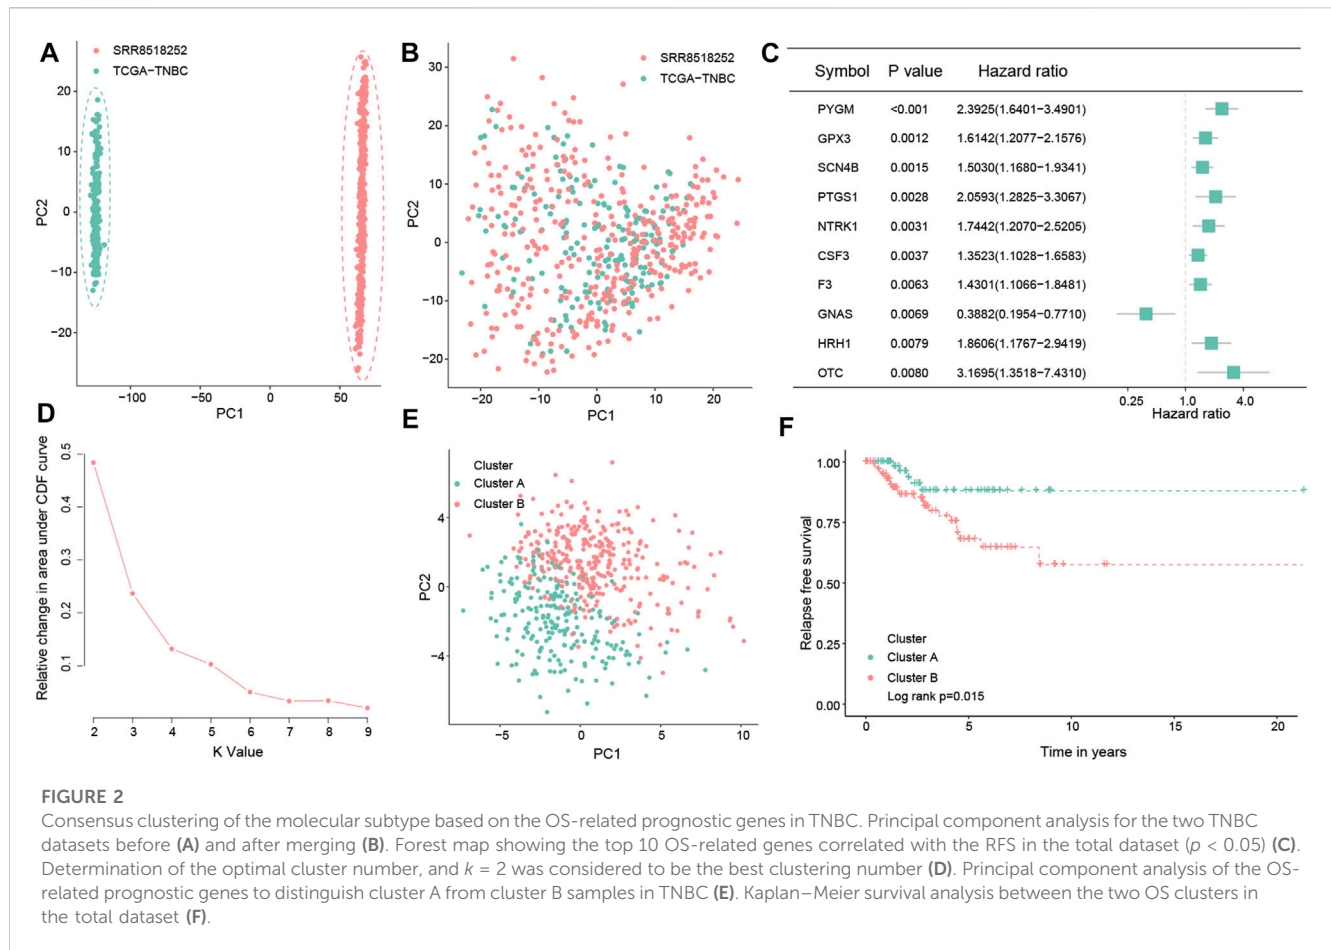 A
SRR8518252
TCGA−TNBC
20
10
0
−10
−20
PC2
−100
−50
0
50
PC1
B
SRR8518252
TCGA−TNBC
30
20
10
0
−10
−20
PC2
−20
−10
0
10
20
PC1
C
Symbol P value Hazard ratio
PYGM <0.001 2.3925(1.6401−3.4901)
GPX3 0.0012 1.6142(1.2077−2.1576)
SCN4B 0.0015 1.5030(1.1680−1.9341)
PTGS1 0.0028 2.0593(1.2825−3.3067)
NTRK1 0.0031 1.7442(1.2070−2.5205)
CSF3 0.0037 1.3523(1.1028−1.6583)
F3 0.0063 1.4301(1.1066−1.8481)
GNAS 0.0069 0.3882(0.1954−0.7710)
HRH1 0.0079 1.8606(1.1767−2.9419)
OTC 0.0080 3.1695(1.3518−7.4310)
0.25 1.0 4.0
Hazard ratio
D
0.5
0.4
0.3
0.2
0.1
Relative change in area under CDF curve
2 3 4 5 6 7 8 9
K Value
E
Cluster
Cluster A
Cluster B
4
0
−4
PC2
−5 0 5 10
PC1
F
1.00
0.75
0.50
0.25
0.00
Relapse free survival
Cluster
Cluster A
Cluster B
Log rank p=0.015
0 5 10 15 20
Time in years
FIGURE 2
Consensus clustering of the molecular subtype based on the OS-related prognostic genes in TNBC. Principal component analysis for the two TNBC
datasets before (A) and after merging (B). Forest map showing the top 10 OS-related genes correlated with the RFS in the total dataset (p < 0.05) (C).
Determination of the optimal cluster number, and k = 2 was considered to be the best clustering number (D). Principal component analysis of the OS-
related prognostic genes to distinguish cluster A from cluster B samples in TNBC (E). Kaplan–Meier survival analysis between the two OS clusters in
the total dataset (F).